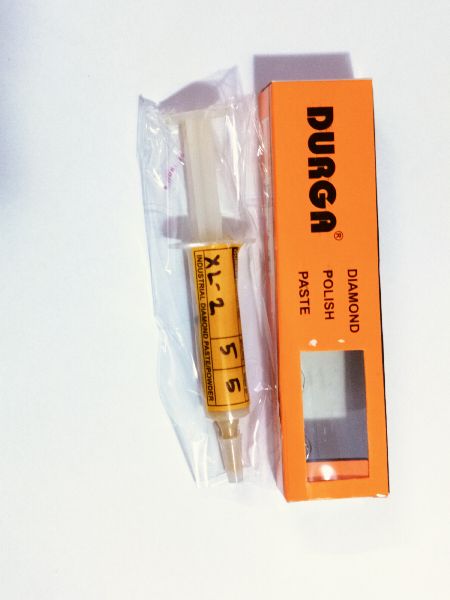 DURGA®
DIAMOND
POLISH
PASTE
XL-2 5 5
INDUSTRIAL DIAMOND PASTE/POWDER